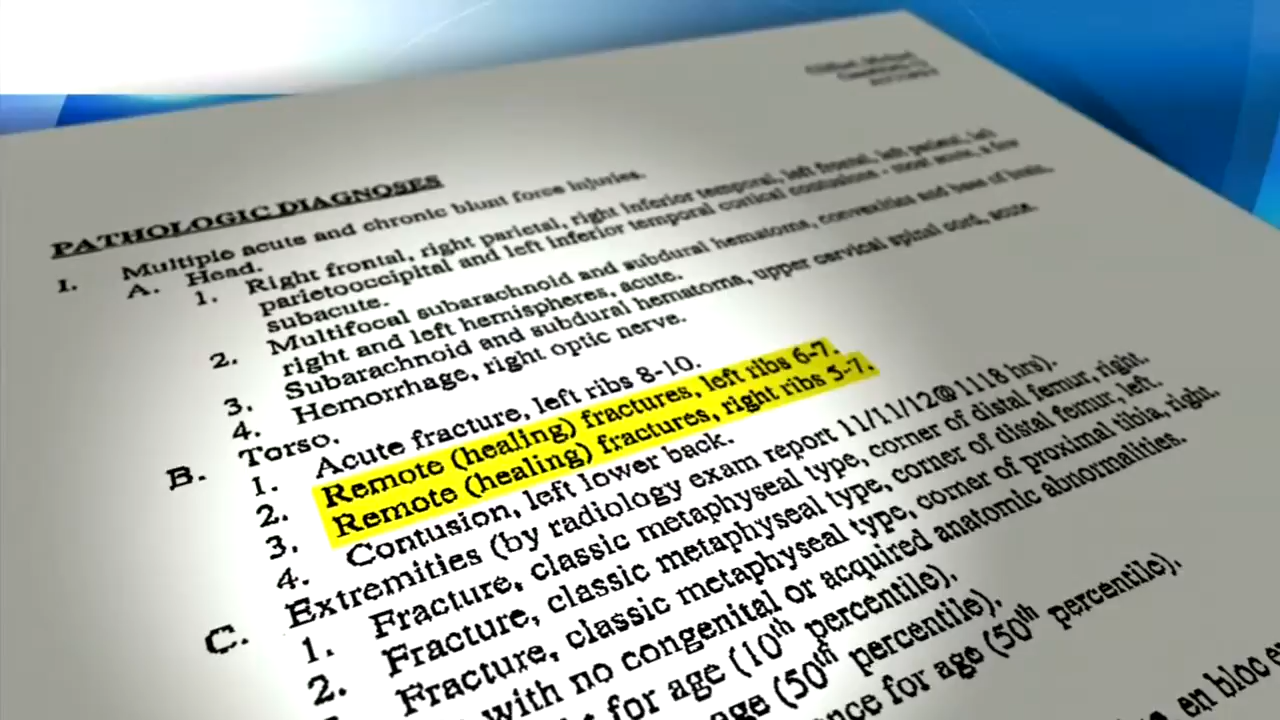 PATHOLOGIC DIAGNOSES
I. Multiple acute and chronic blunt force injuries.
A. Head.
1. Right frontal, right parietal, right inferior temporal, left frontal, left parietal, left
parietooccipital and left inferior temporal cortical contusions - most acute, a few
subacute.
2. Multifocal subarachnoid and subdural hematoma, convexities and base of brain,
right and left hemispheres, acute.
3. Subarachnoid and subdural hematoma, upper cervical spinal cord, acute
4. Hemorrhage, right optic nerve.
B. Torso.
1. Acute fracture, left ribs 8-10.
2. Remote (healing) fractures, left ribs 6-7.
3. Remote (healing) fractures, right ribs 5-7.
4. Contusion, left lower back.
C. Extremities (by radiology exam report 11/11/12@1118 hrs).
1. Fracture, classic metaphyseal type, corner of distal femur, right.
2. Fracture, classic metaphyseal type, corner of distal femur, left.
Fracture, classic metaphyseal type, corner of proximal tibia, right.
with no congenital or acquired anatomic abnormalities.
for age (10th percentile).
age (50th percentile).
for age (50th percentile).
en bloc